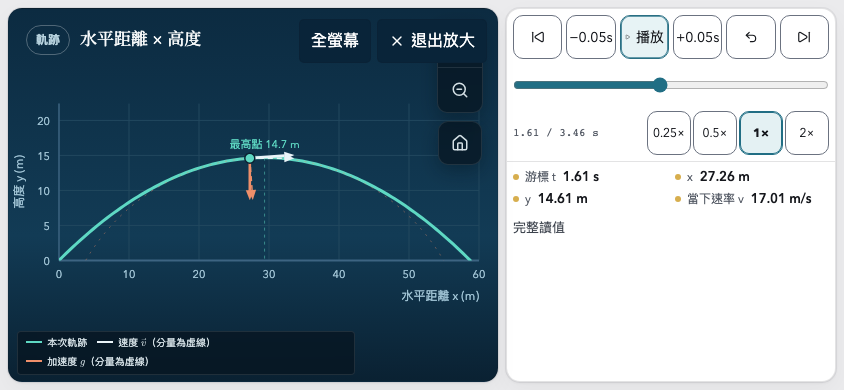 軌跡 水平距離 × 高度
全螢幕
× 退出放大
最高點 14.7 m
高度 y (m)
20
15
10
5
0
0 10 20 30 40 50 60
水平距離 x (m)
本次軌跡 速度 v⃗（分量為虛線）
加速度 g（分量為虛線）
−0.05s 播放 +0.05s
1.61 / 3.46 s 0.25× 0.5× 1× 2×
游標 t 1.61 s x 27.26 m
y 14.61 m 當下速率 v 17.01 m/s
完整讀值